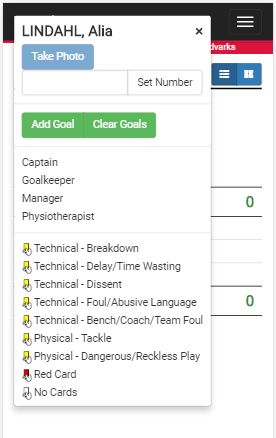 LINDAHL, Alia ×
Take Photo
dvarks
Set Number
Add Goal Clear Goals
Captain
Goalkeeper
Manager
0
Physiotherapist
Technical - Breakdown
Technical - Delay/Time Wasting
Technical - Dissent
Technical - Foul/Abusive Language
0
Technical - Bench/Coach/Team Foul
Physical - Tackle
Physical - Dangerous/Reckless Play
Red Card
No Cards